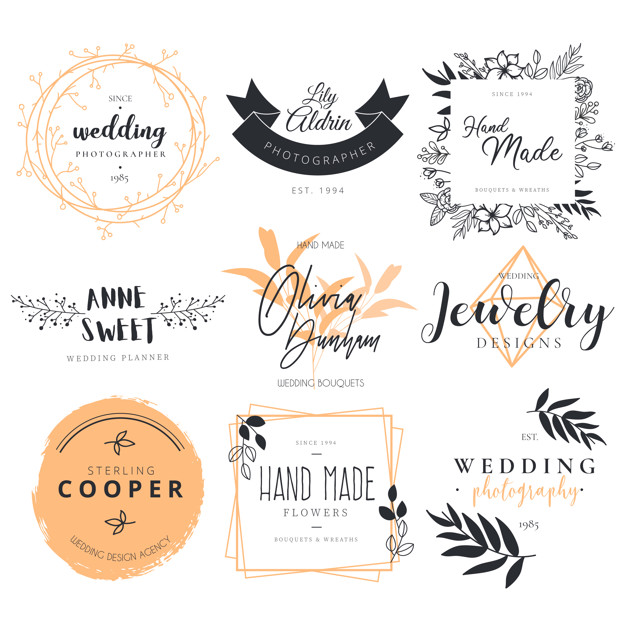 SINCE
wedding
PHOTOGRAPHER
1985
Lily
Aldrin
PHOTOGRAPHER
EST. 1994
SINCE 1994
Hand
Made
BOUQUETS & WREATHS
ANNE
SWEET
WEDDING PLANNER
HAND MADE
Olivia
Dunham
WEDDING BOUQUETS
WEDDING
Jewelry
DESIGNS
STERLING
COOPER
WEDDING DESIGN AGENCY
SINCE 1994
HAND MADE
FLOWERS
BOUQUETS & WREATHS
EST.
WEDDING
photography
1985